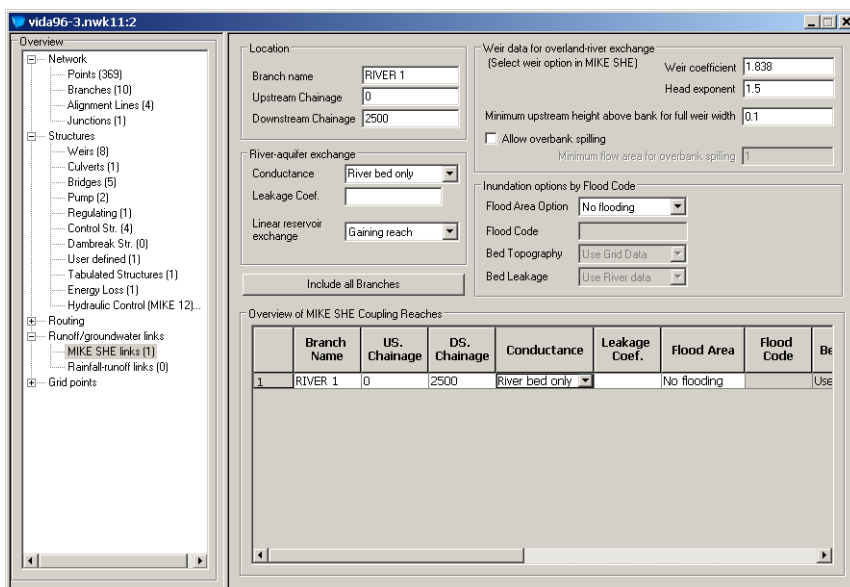 vida96-3.nwk11:2
Overview
Network
Points (369)
Branches (10)
Alignment Lines (4)
Junctions (1)
Structures
Weirs (8)
Culverts (1)
Bridges (5)
Pump (2)
Regulating (1)
Control Str. (4)
Dambreak Str. (0)
User defined (1)
Tabulated Structures (1)
Energy Loss (1)
Hydraulic Control (MIKE 12)...
Routing
Runoff/groundwater links
MIKE SHE links (1)
Rainfall-runoff links (0)
Grid points
Location
Branch name RIVER 1
Upstream Chainage 0
Downstream Chainage 2500
River-aquifer exchange
Conductance River bed only
Leakage Coef.
Linear reservoir
exchange Gaining reach
Include all Branches
Weir data for overland-river exchange
(Select weir option in MIKE SHE) Weir coefficient 1.838
Head exponent 1.5
Minimum upstream height above bank for full weir width 0.1
Allow overbank spilling
Minimum flow area for overbank spilling 1
Inundation options by Flood Code
Flood Area Option No flooding
Flood Code
Bed Topography Use Grid Data
Bed Leakage Use River data
Overview of MIKE SHE Coupling Reaches
Branch Name US. Chainage DS. Chainage Conductance Leakage Coef. Flood Area Flood Code Be
1 RIVER 1 0 2500 River bed only No flooding Use